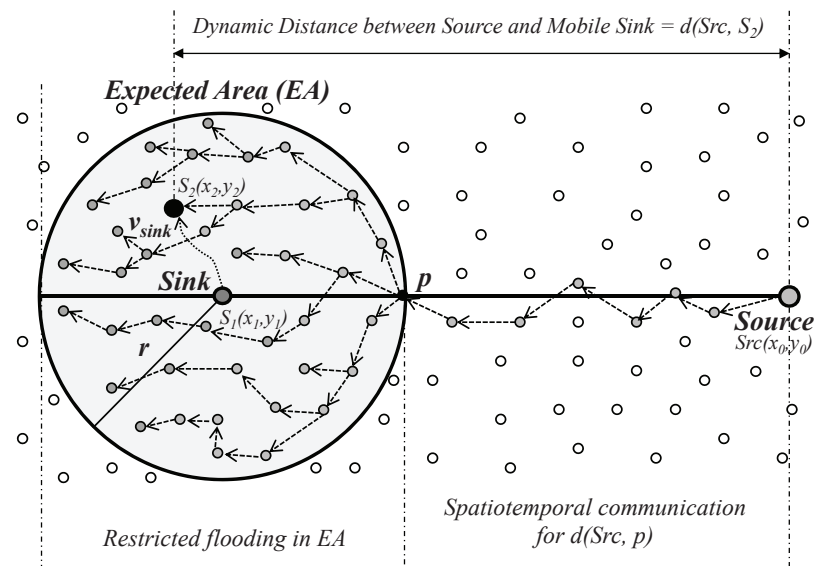 Dynamic Distance between Source and Mobile Sink = d(Src, S₂)
Expected Area (EA)
S₂(x₂,y₂)
v_sink
Sink
p
S₁(x₁,y₁)
Source
Src(x₀,y₀)
r
Spatiotemporal communication
for d(Src, p)
Restricted flooding in EA